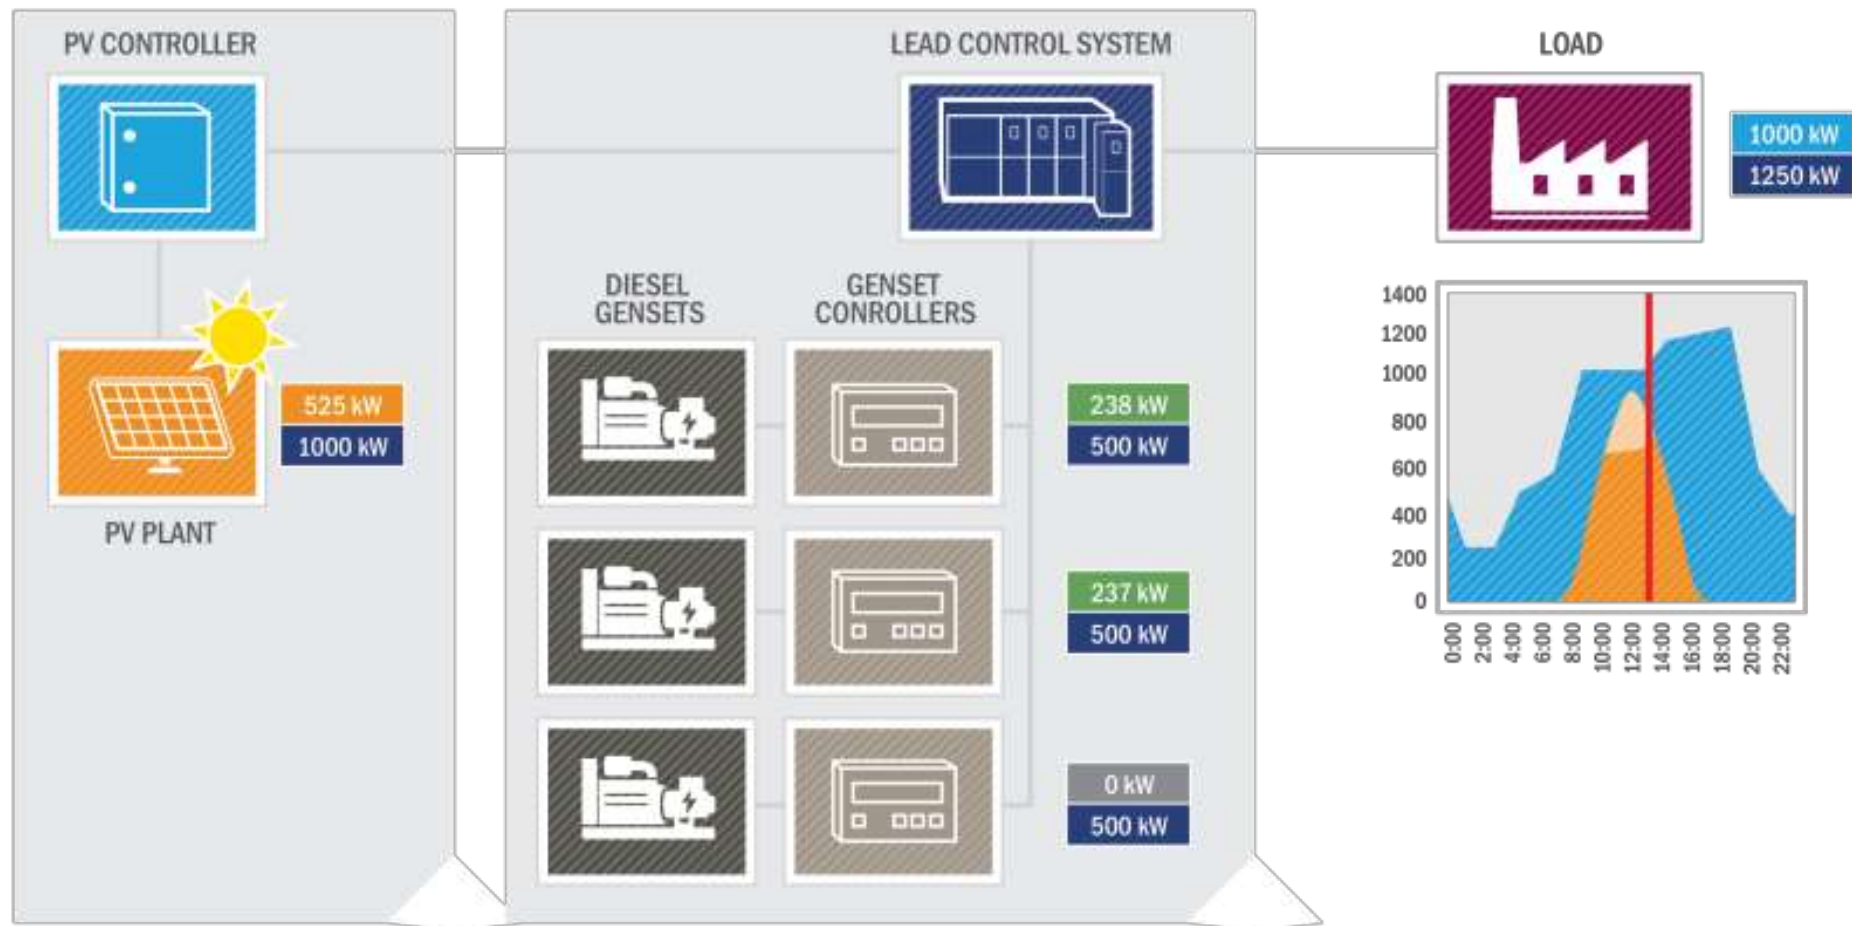 PV CONTROLLER
LEAD CONTROL SYSTEM
LOAD
1000 kW
1250 kW
DIESEL
GENSETS
GENSET
CONROLLERS
525 kW
1000 kW
PV PLANT
238 kW
500 kW
237 kW
500 kW
0 kW
500 kW
1400
1200
1000
800
600
400
200
0
0:00
2:00
4:00
6:00
8:00
10:00
12:00
14:00
16:00
18:00
20:00
22:00